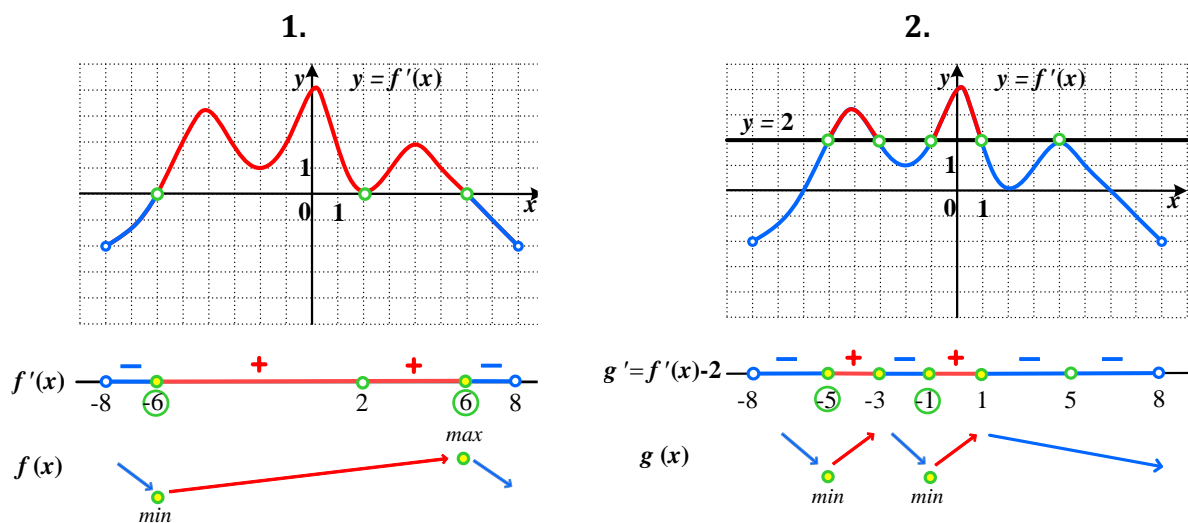 1.
y
y = f '(x)
1
0
1
x
f '(x)
-8
-6
2
6
8
max
f (x)
min
2.
y
y = f '(x)
y = 2
1
0
1
x
g '= f '(x)-2
-8
-5
-3
-1
1
5
8
g (x)
min
min